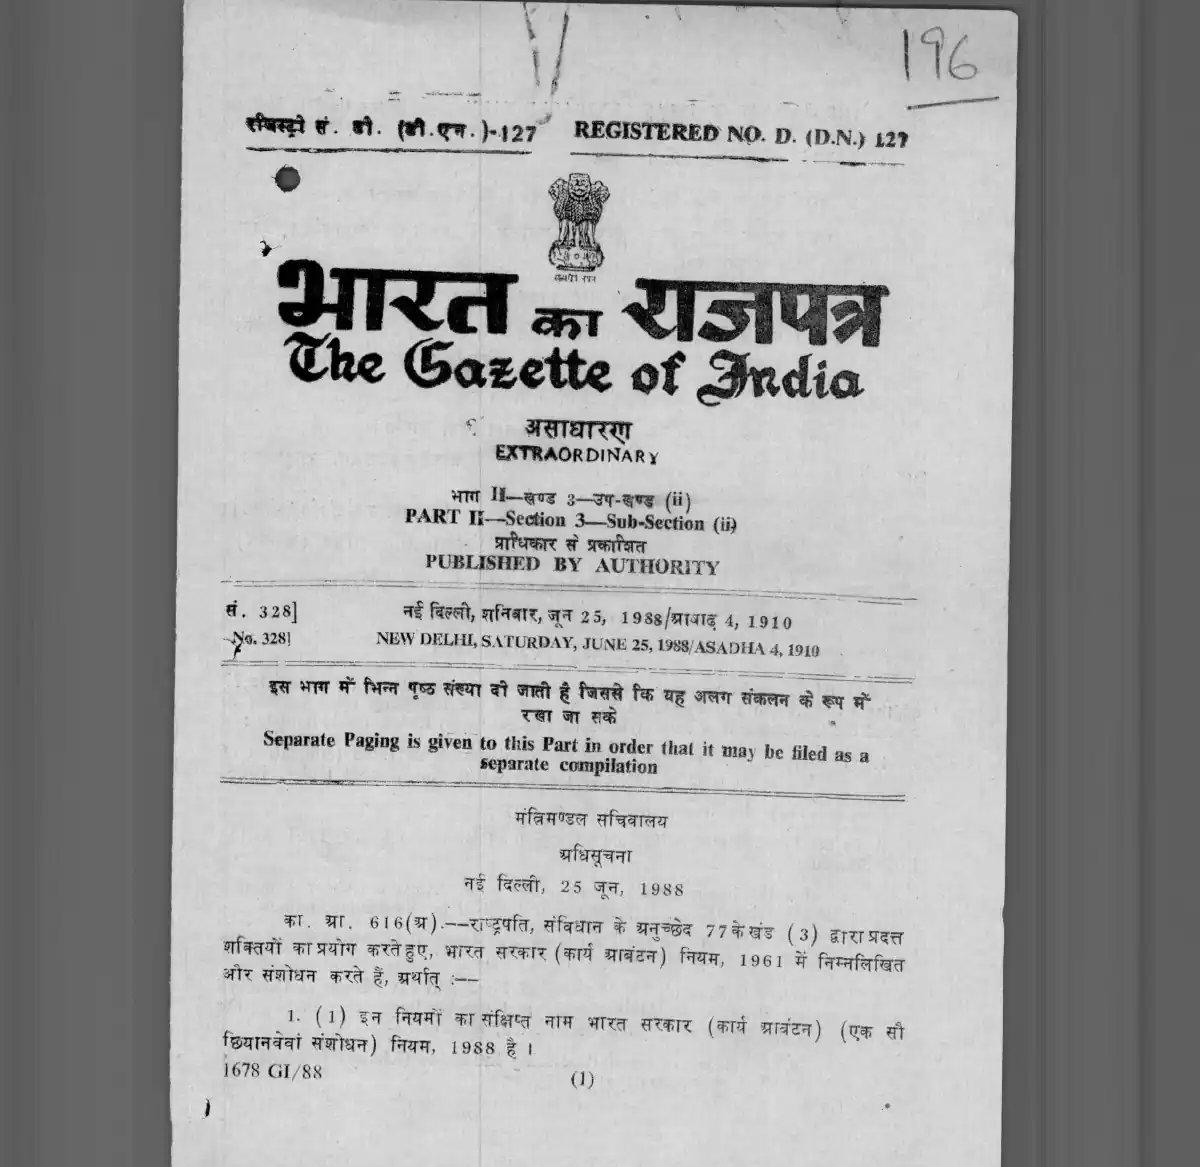 196
रजिस्ट्री सं. डी. (डी.एन.)-127 REGISTERED NO. D. (D.N.) 127
भारत का राजपत्र
The Gazette of India
असाधारण
EXTRAORDINARY
भाग II—खण्ड 3—उप-खण्ड (ii)
PART II—Section 3—Sub-Section (ii)
प्राधिकार से प्रकाशित
PUBLISHED BY AUTHORITY
सं. 328] नई दिल्ली, शनिवार, जून 25, 1988/आषाढ़ 4, 1910
No. 328] NEW DELHI, SATURDAY, JUNE 25, 1988/ASADHA 4, 1910
इस भाग में भिन्न पृष्ठ संख्या दी जाती है जिससे कि यह अलग संकलन के रूप में
रखा जा सके
Separate Paging is given to this Part in order that it may be filed as a
separate compilation
मंत्रिमण्डल सचिवालय
अधिसूचना
नई दिल्ली, 25 जून, 1988
का. आ. 616(अ).—राष्ट्रपति, संविधान के अनुच्छेद 77 के खंड (3) द्वारा प्रदत्त
शक्तियों का प्रयोग करते हुए, भारत सरकार (कार्य आबंटन) नियम, 1961 में निम्नलिखित
और संशोधन करते हैं, अर्थात् :—
1. (1) इन नियमों का संक्षिप्त नाम भारत सरकार (कार्य आबंटन) (एक सौ
छियानवेवां संशोधन) नियम, 1988 है ।
1678 GI/88 (1)